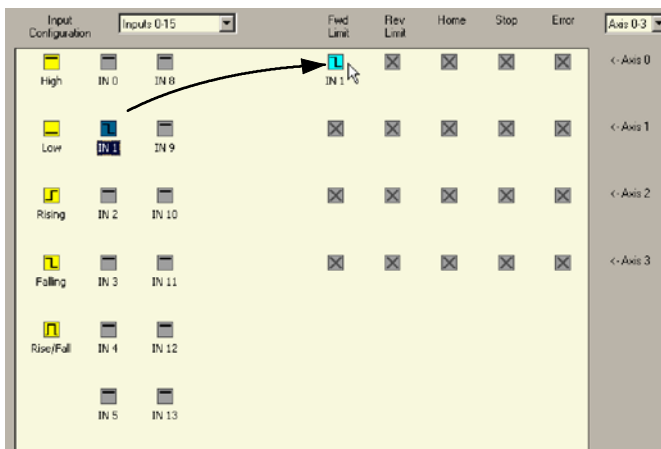 Input Configuration Inputs 0-15 Fwd Limit Rev Limit Home Stop Error Axis 0-3
High IN 0 IN 8 IN 1 <-Axis 0
Low IN 1 IN 9 <-Axis 1
Rising IN 2 IN 10 <-Axis 2
Falling IN 3 IN 11 <-Axis 3
Rise/Fall IN 4 IN 12
IN 5 IN 13